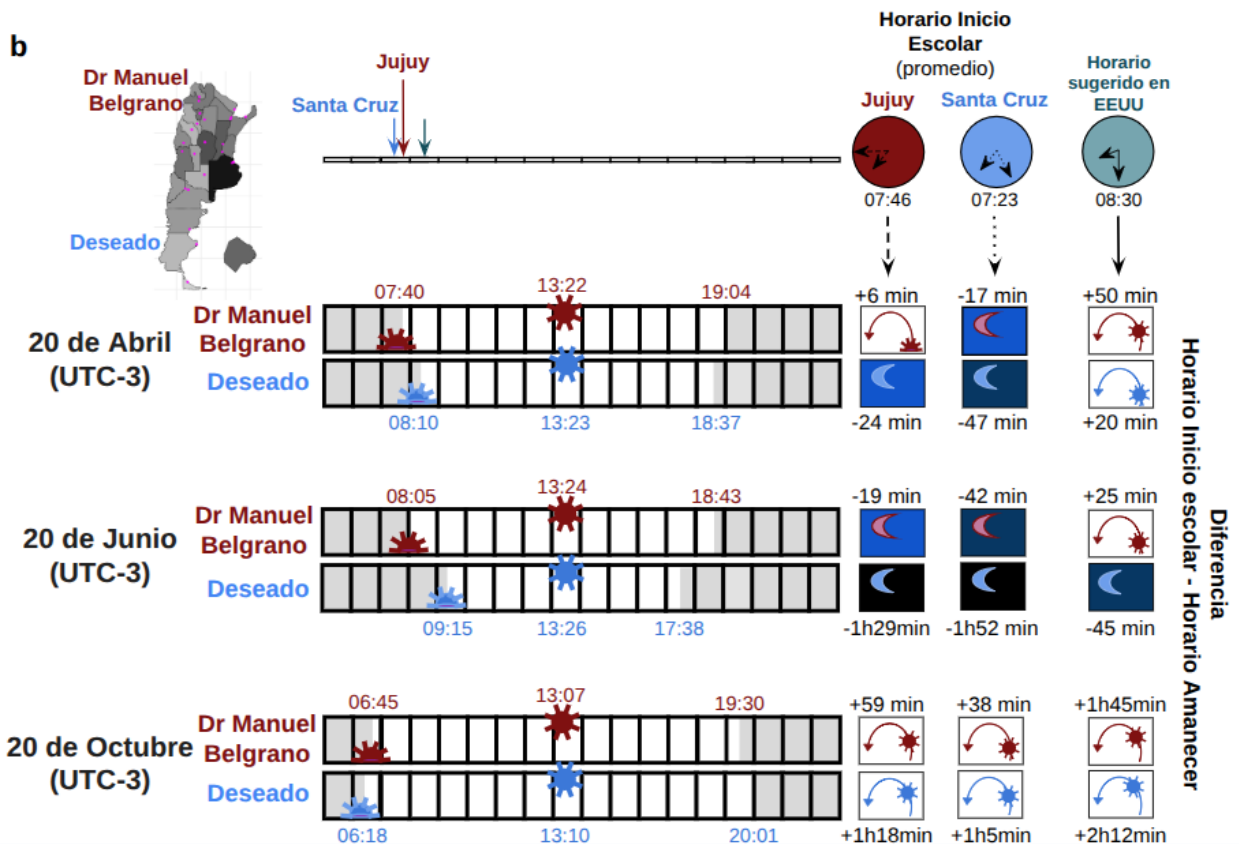 b
Dr Manuel
Belgrano
Deseado
Jujuy
Santa Cruz
Horario Inicio
Escolar
(promedio)
Jujuy
Santa Cruz
Horario
sugerido en
EEUU
07:46
07:23
08:30
20 de Abril
(UTC-3)
Dr Manuel
Belgrano
Deseado
07:40
13:22
19:04
08:10
13:23
18:37
+6 min
-17 min
+50 min
-24 min
-47 min
+20 min
20 de Junio
(UTC-3)
Dr Manuel
Belgrano
Deseado
08:05
13:24
18:43
09:15
13:26
17:38
-19 min
-42 min
+25 min
-1h29min
-1h52 min
-45 min
20 de Octubre
(UTC-3)
Dr Manuel
Belgrano
Deseado
06:45
13:07
19:30
06:18
13:10
20:01
+59 min
+38 min
+1h45min
+1h18min
+1h5min
+2h12min
Diferencia
Horario Inicio escolar - Horario Amanecer